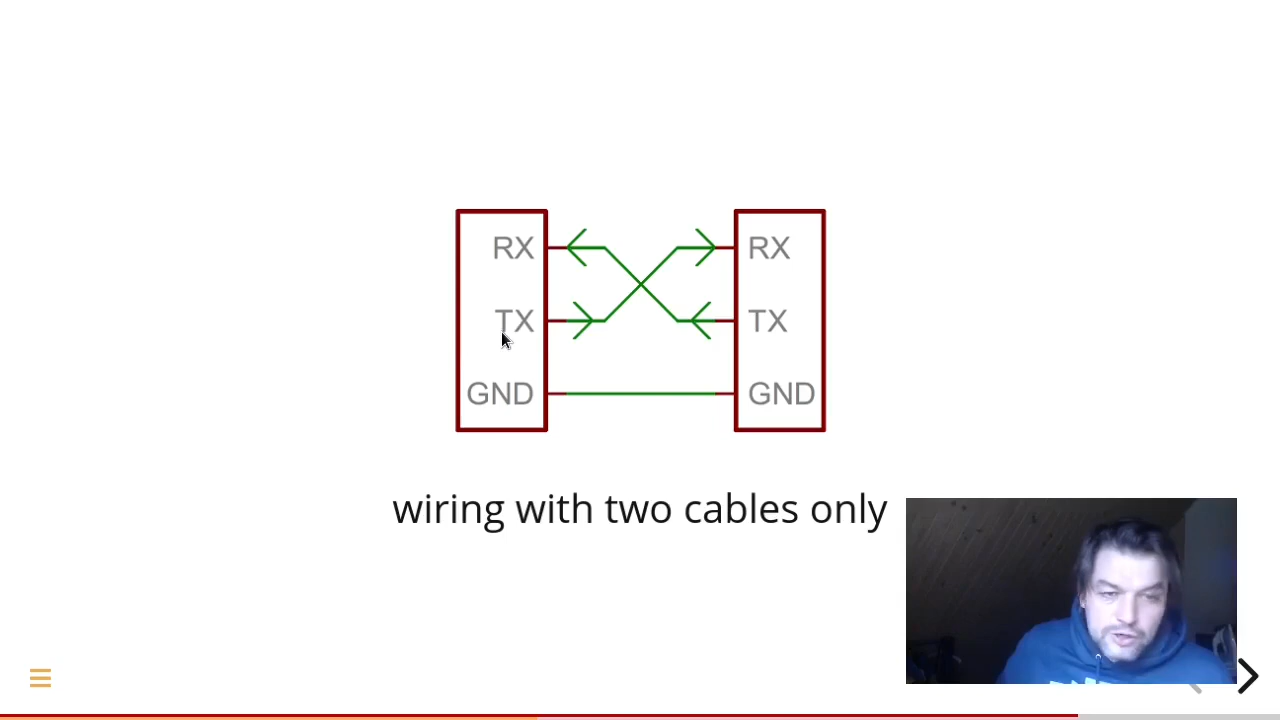 RX RX
TX TX
GND GND
wiring with two cables only